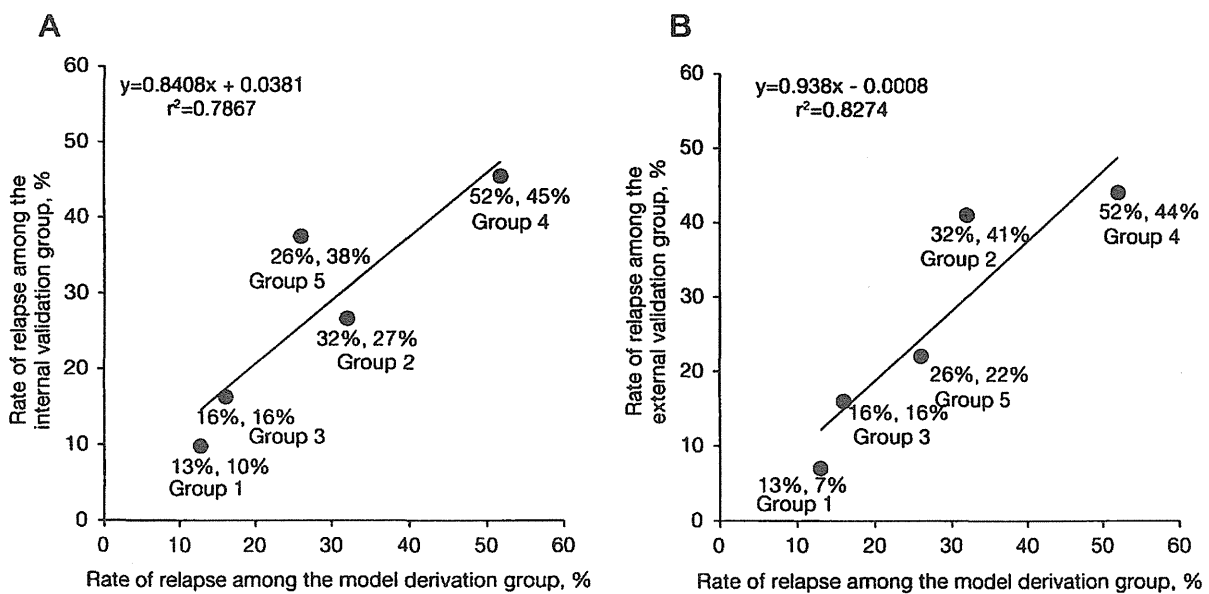 A
60
50
40
30
20
10
0
y=0.8408x + 0.0381
r²=0.7867
52%, 45%
Group 4
26%, 38%
Group 5
32%, 27%
Group 2
16%, 16%
Group 3
13%, 10%
Group 1
0 10 20 30 40 50 60
Rate of relapse among the model derivation group, %
Rate of relapse among the
internal validation group, %
B
60
50
40
30
20
10
0
y=0.938x - 0.0008
r²=0.8274
52%, 44%
Group 4
32%, 41%
Group 2
26%, 22%
Group 5
16%, 16%
Group 3
13%, 7%
Group 1
0 10 20 30 40 50 60
Rate of relapse among the model derivation group, %
Rate of relapse among the
external validation group, %